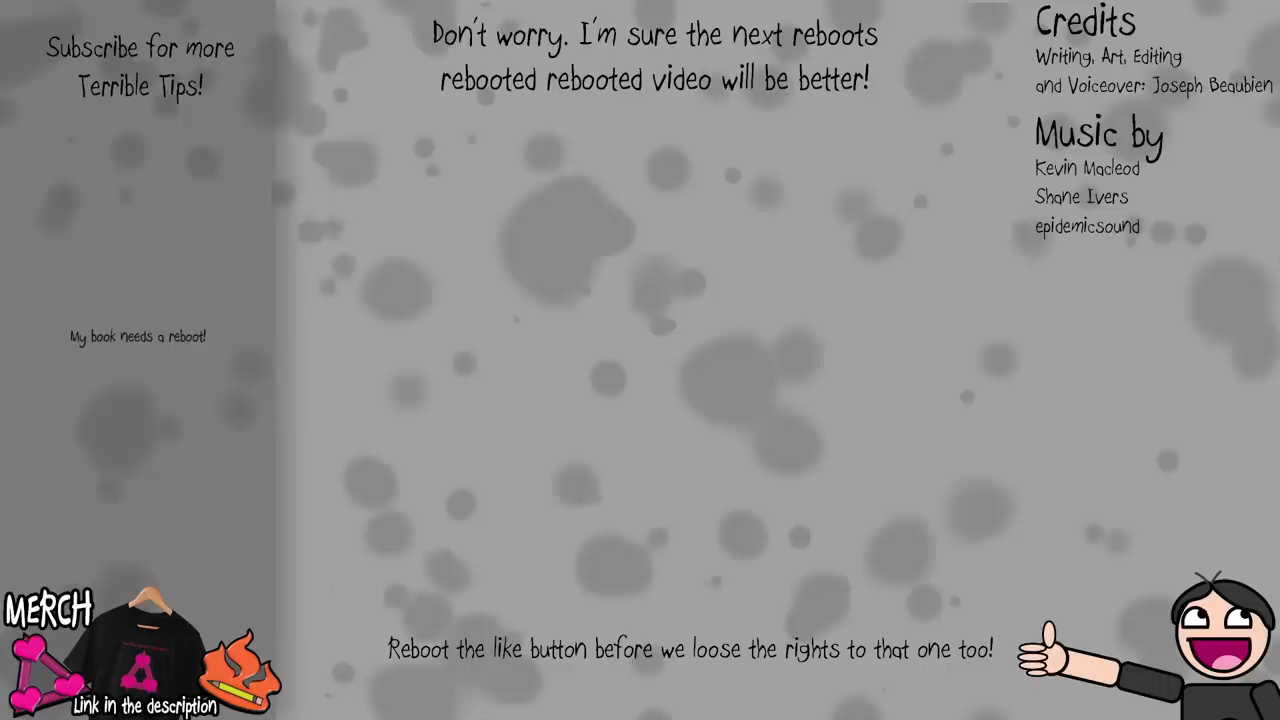 Subscribe for more
Terrible Tips!
Don't worry. I'm sure the next reboots
rebooted rebooted video will be better!
Credits
Writing, Art, Editing
and Voiceover: Joseph Beaubien
Music by
Kevin Macleod
Shane Ivers
epidemicsound
My book needs a reboot!
MERCH
Link in the description
Reboot the like button before we loose the rights to that one too!